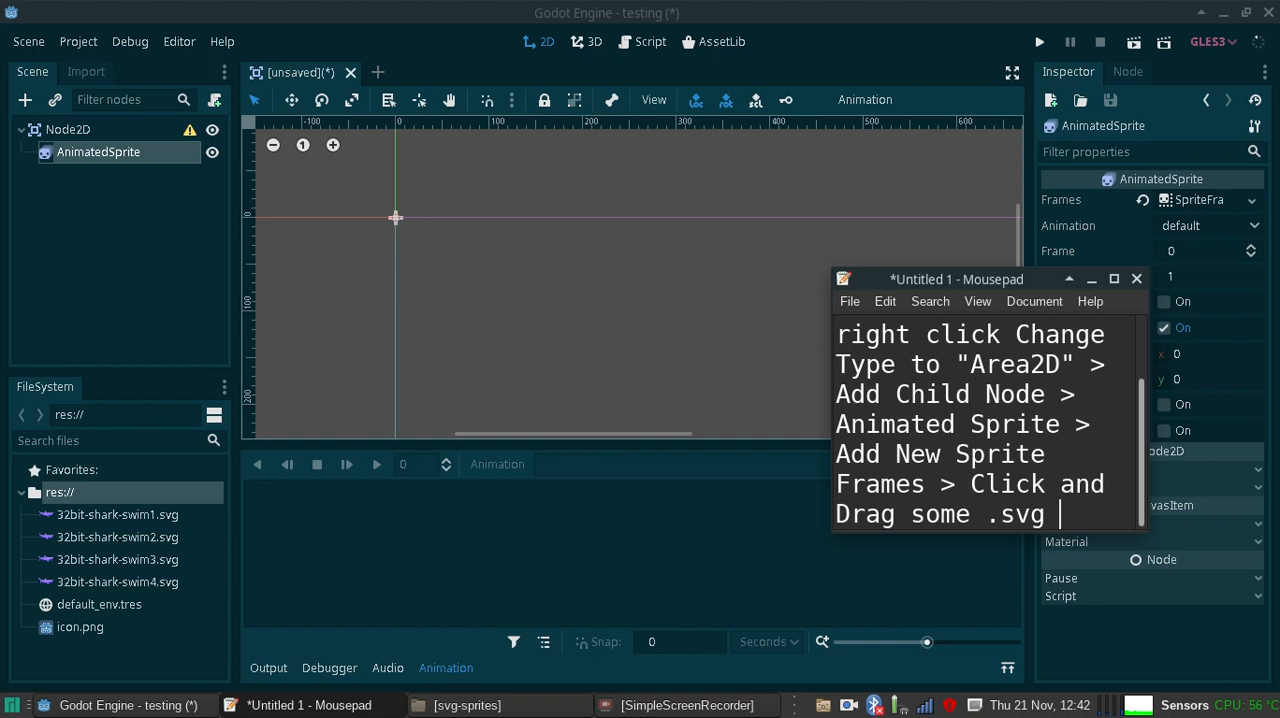 Godot Engine - testing (*)
Scene Project Debug Editor Help
2D 3D Script AssetLib
GLES3
Scene Import
[unsaved](*)
Inspector Node
Filter nodes
View
Animation
Node2D
AnimatedSprite
-100 0 100 200 300 400 500 600
0
100
200
AnimatedSprite
Filter properties
AnimatedSprite
Frames SpriteFra
Animation default
Frame 0
1
On
On
x 0
y 0
On
On
Material
Node
Pause
Script
*Untitled 1 - Mousepad
File Edit Search View Document Help
right click Change
Type to "Area2D" >
Add Child Node >
Animated Sprite >
Add New Sprite
Frames > Click and
Drag some .svg
FileSystem
res://
Search files
Favorites:
res://
32bit-shark-swim1.svg
32bit-shark-swim2.svg
32bit-shark-swim3.svg
32bit-shark-swim4.svg
default_env.tres
icon.png
0 Animation
Snap: 0 Seconds
Output Debugger Audio Animation
Godot Engine - testing (*)
*Untitled 1 - Mousepad
[svg-sprites]
[SimpleScreenRecorder]
Thu 21 Nov, 12:42
Sensors CPU: 56 °C